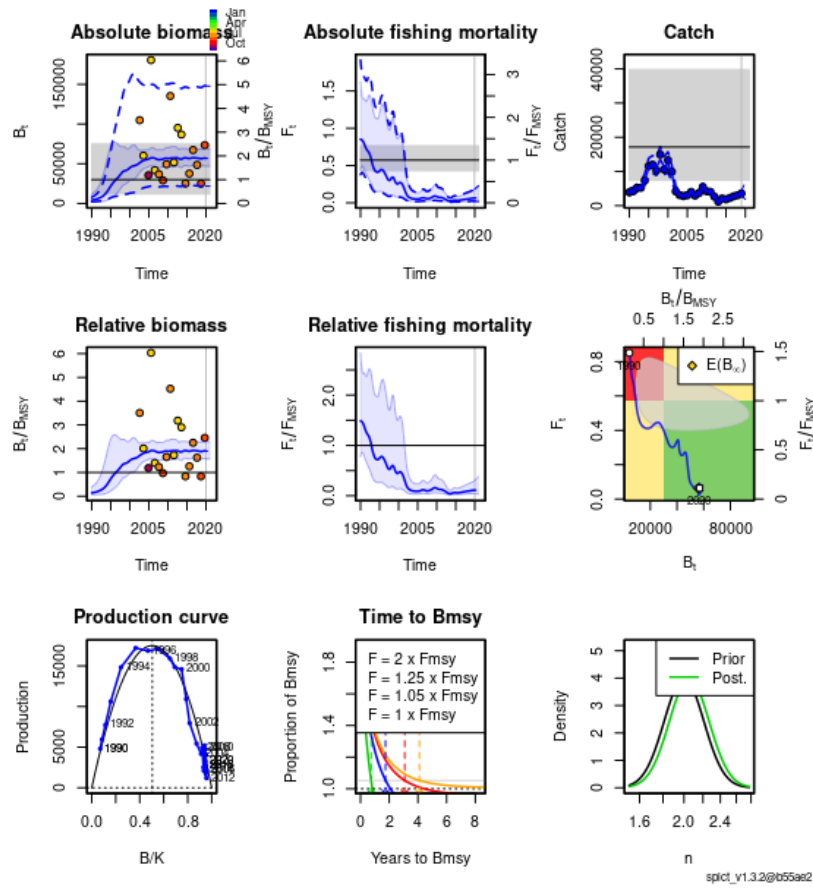 Jan
Apr
Jul
Oct
Absolute biomass
Absolute fishing mortality
Catch
Bt
0 50000 150000
0 1 2 3 4 5 6
Bt/BMSY
1990 2005 2020
Time
Ft
0.0 0.5 1.0 1.5
0 1 2 3
Ft/FMSY
1990 2005 2020
Time
Catch
0 20000 40000
1990 2005 2020
Time
Relative biomass
Relative fishing mortality
Bt/BMSY
0.5 1.5 2.5
Bt/BMSY
0 1 2 3 4 5 6
1990 2005 2020
Time
Ft/FMSY
0.0 1.0 2.0
1990 2005 2020
Time
E(B∞)
1990
2020
Ft
0.0 0.4 0.8
0 0.5 1 1.5
Ft/FMSY
20000 80000
Bt
Production curve
Time to Bmsy
Production
0 5000 15000
1990
1992
1994
1996
1998
2000
2002
2012
0.0 0.4 0.8
B/K
Proportion of Bmsy
1.0 1.4 1.8
F = 2 x Fmsy
F = 1.25 x Fmsy
F = 1.05 x Fmsy
F = 1 x Fmsy
0 2 4 6 8
Years to Bmsy
Density
0 1 2 3 4 5
Prior
Post.
1.6 2.0 2.4
n
spict_v1.3.2@b55ae2